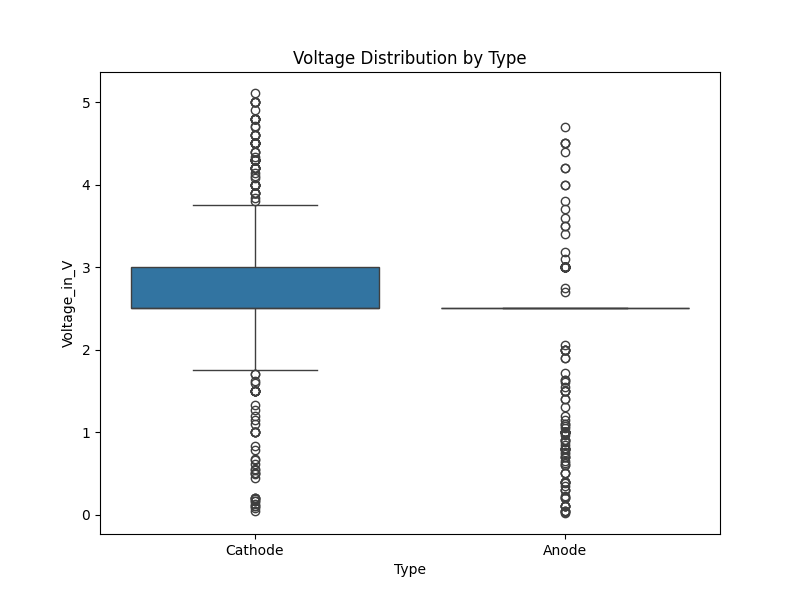 Voltage Distribution by Type
Voltage_in_V
5
4
3
2
1
0
Cathode
Anode
Type